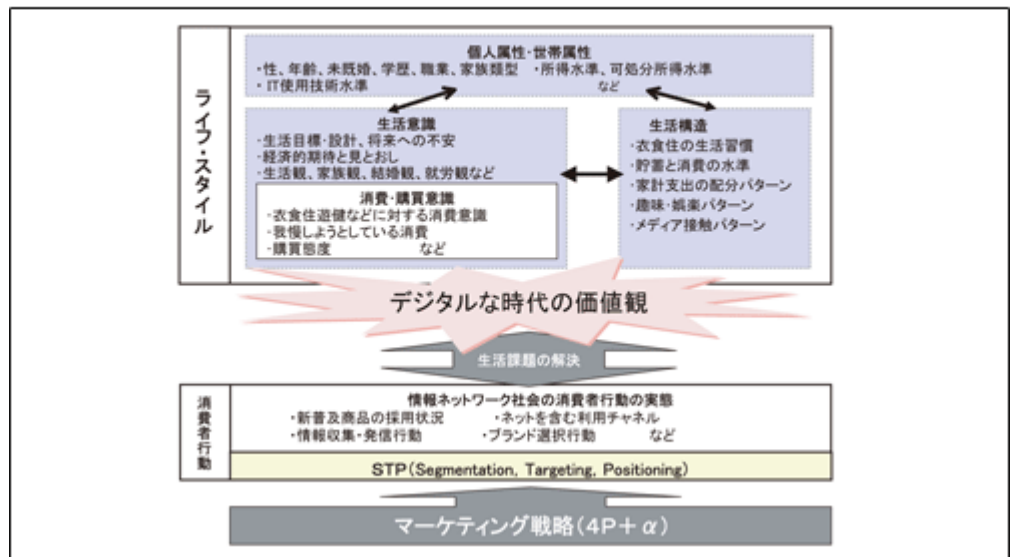 ライフ・スタイル
個人属性・世帯属性
・性、年齢、未既婚、学歴、職業、家族類型　・所得水準、可処分所得水準
・IT使用技術水準　など
生活意識
・生活目標・設計、将来への不安
・経済的期待と見とおし
・生活観、家族観、結婚観、就労観など
消費・購買意識
・衣食住遊健などに対する消費意識
・我慢しようとしている消費
・購買態度　など
生活構造
・衣食住の生活習慣
・貯蓄と消費の水準
・家計支出の配分パターン
・趣味・娯楽パターン
・メディア接触パターン
デジタルな時代の価値観
生活課題の解決
消費者行動
情報ネットワーク社会の消費者行動の実態
・新普及商品の採用状況　・ネットを含む利用チャネル
・情報収集・発信行動　・ブランド選択行動　など
STP(Segmentation, Targeting, Positioning)
マーケティング戦略(4P+α)